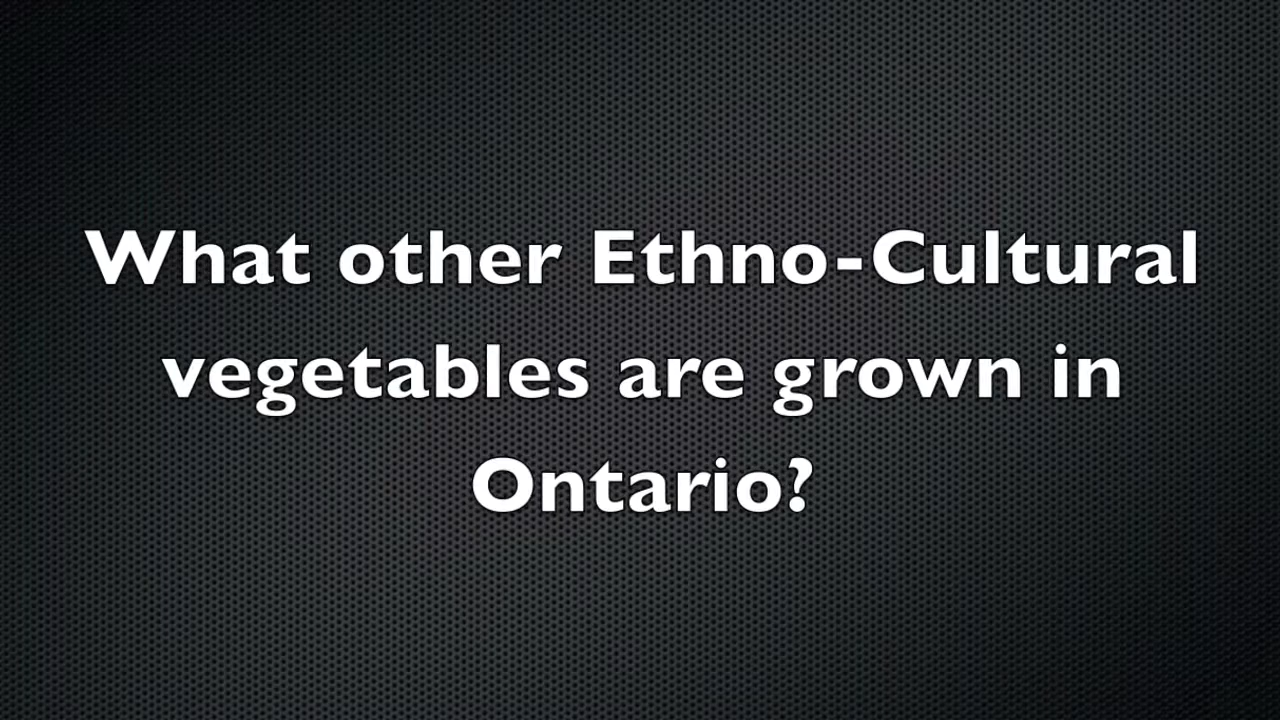 What other Ethno-Cultural
vegetables are grown in
Ontario?